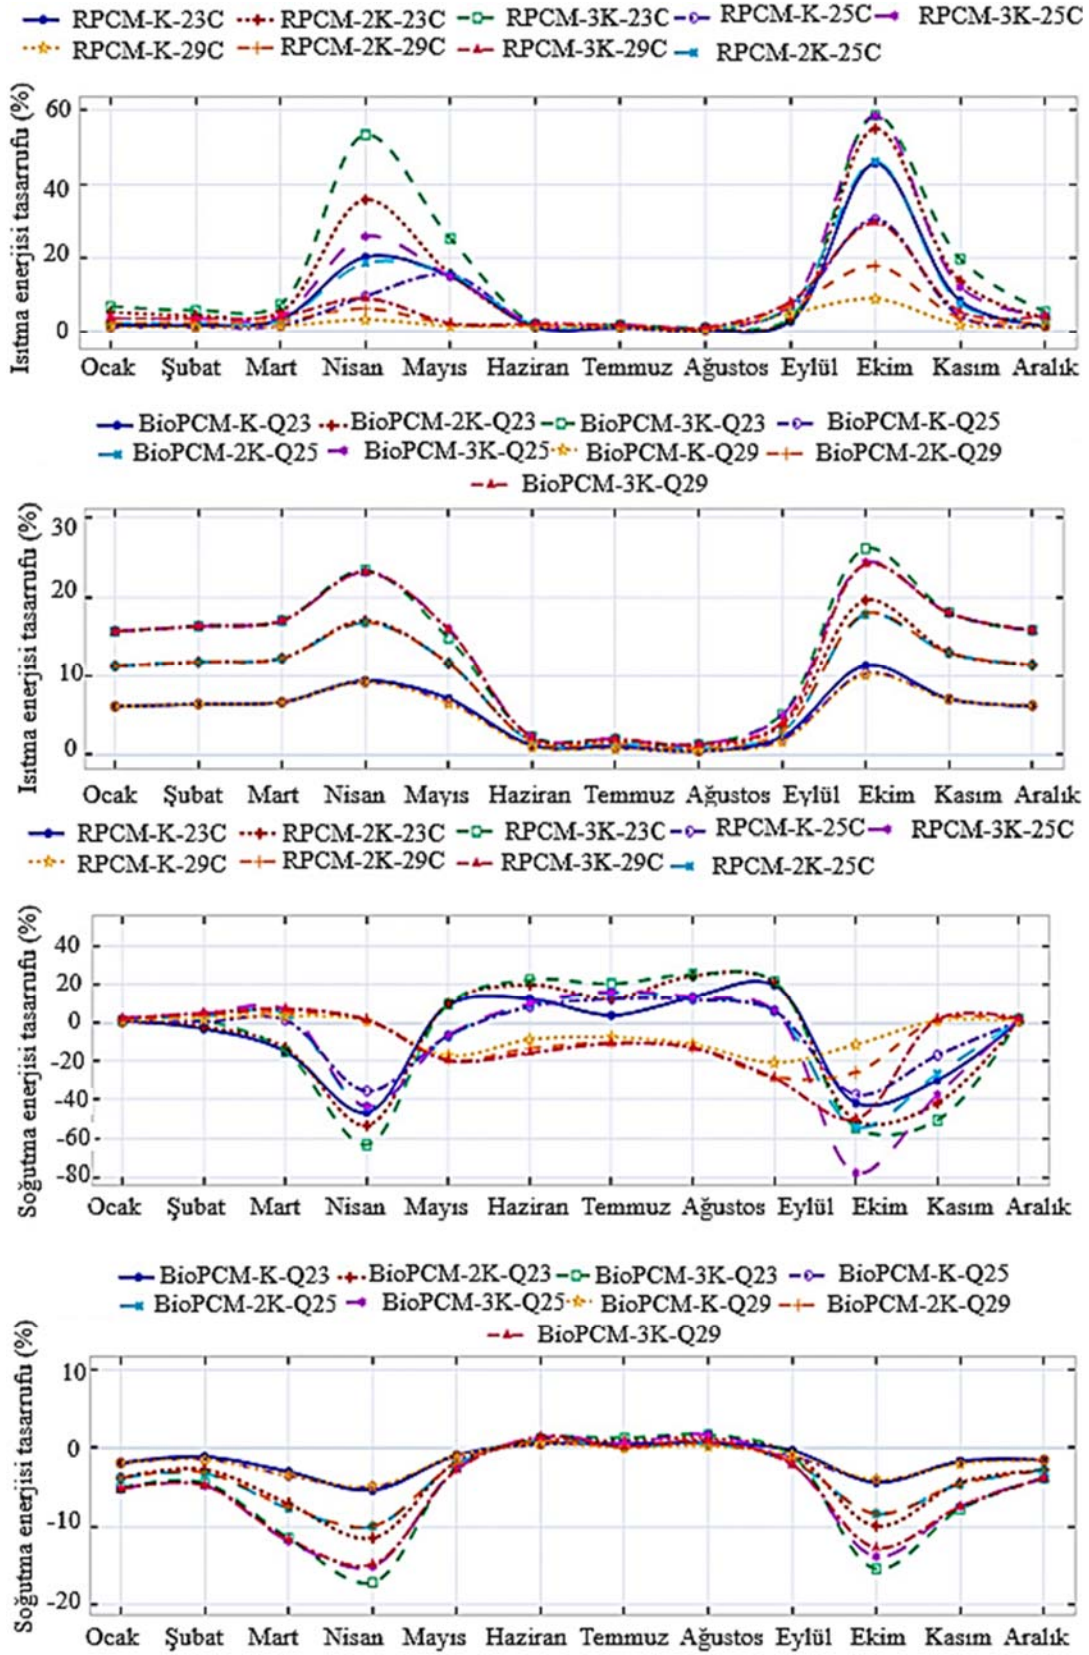 RPCM-K-23C RPCM-2K-23C RPCM-3K-23C RPCM-K-25C RPCM-3K-25C
RPCM-K-29C RPCM-2K-29C RPCM-3K-29C RPCM-2K-25C
Isıtma enerjisi tasarrufu (%)
60
40
20
0
Ocak Şubat Mart Nisan Mayıs Haziran Temmuz Ağustos Eylül Ekim Kasım Aralık
BioPCM-K-Q23 BioPCM-2K-Q23 BioPCM-3K-Q23 BioPCM-K-Q25
BioPCM-2K-Q25 BioPCM-3K-Q25 BioPCM-K-Q29 BioPCM-2K-Q29
BioPCM-3K-Q29
Isıtma enerjisi tasarrufu (%)
30
20
10
0
Ocak Şubat Mart Nisan Mayıs Haziran Temmuz Ağustos Eylül Ekim Kasım Aralık
RPCM-K-23C RPCM-2K-23C RPCM-3K-23C RPCM-K-25C RPCM-3K-25C
RPCM-K-29C RPCM-2K-29C RPCM-3K-29C RPCM-2K-25C
Soğutma enerjisi tasarrufu (%)
40
20
0
-20
-40
-60
-80
Ocak Şubat Mart Nisan Mayıs Haziran Temmuz Ağustos Eylül Ekim Kasım Aralık
BioPCM-K-Q23 BioPCM-2K-Q23 BioPCM-3K-Q23 BioPCM-K-Q25
BioPCM-2K-Q25 BioPCM-3K-Q25 BioPCM-K-Q29 BioPCM-2K-Q29
BioPCM-3K-Q29
Soğutma enerjisi tasarrufu (%)
10
0
-10
-20
Ocak Şubat Mart Nisan Mayıs Haziran Temmuz Ağustos Eylül Ekim Kasım Aralık